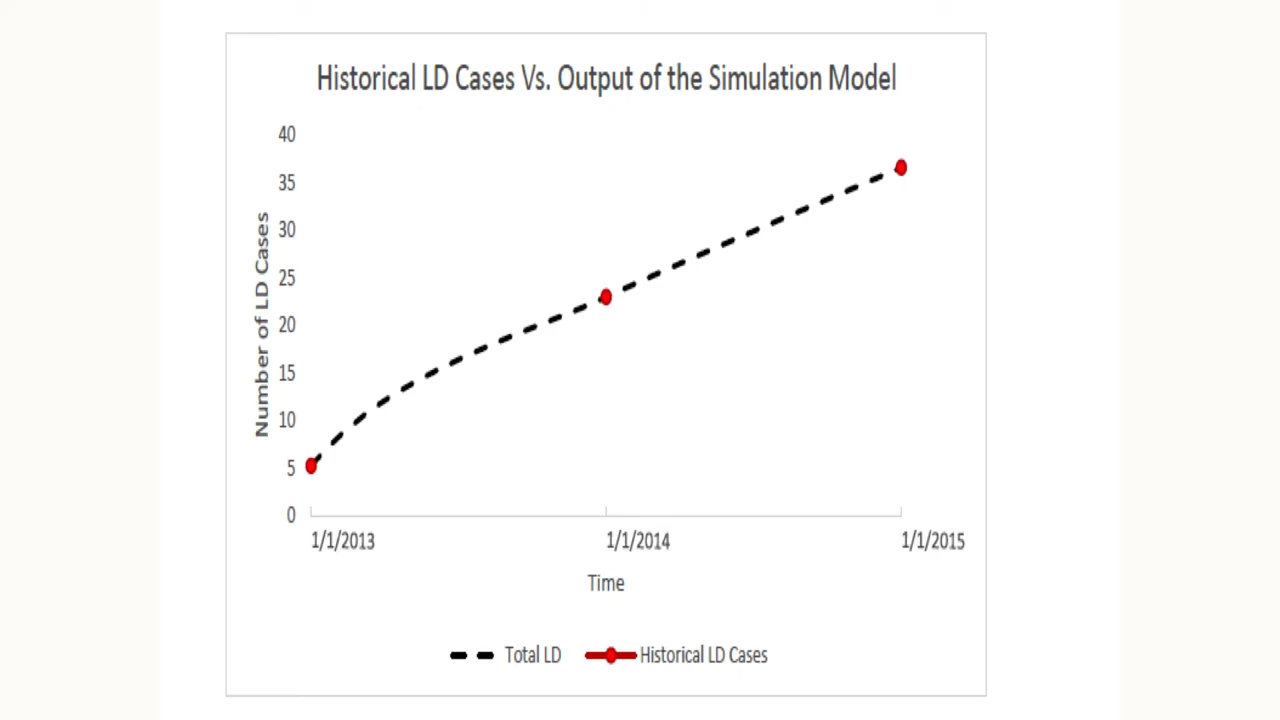 Historical LD Cases Vs. Output of the Simulation Model
40
35
30
25
20
15
10
5
0
Number of LD Cases
1/1/2013
1/1/2014
1/1/2015
Time
Total LD
Historical LD Cases